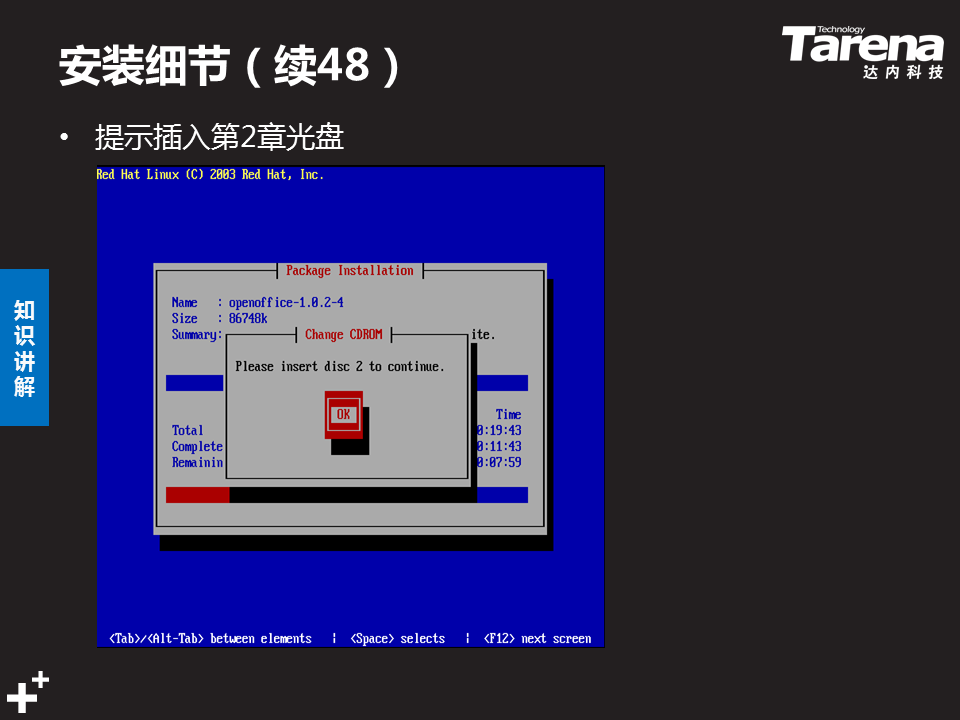 安装细节（续48）
Technology
Tarena
达内科技
• 提示插入第2章光盘
知识讲解
Red Hat Linux (C) 2003 Red Hat, Inc.
Package Installation
Name : openoffice-1.0.2-4
Size : 86748k
Summary: ite.
Change CDROM
Please insert disc 2 to continue.
OK
Time
Total 0:19:43
Complete 0:11:43
Remainin 0:07:59
<Tab>/<Alt-Tab> between elements | <Space> selects | <F12> next screen